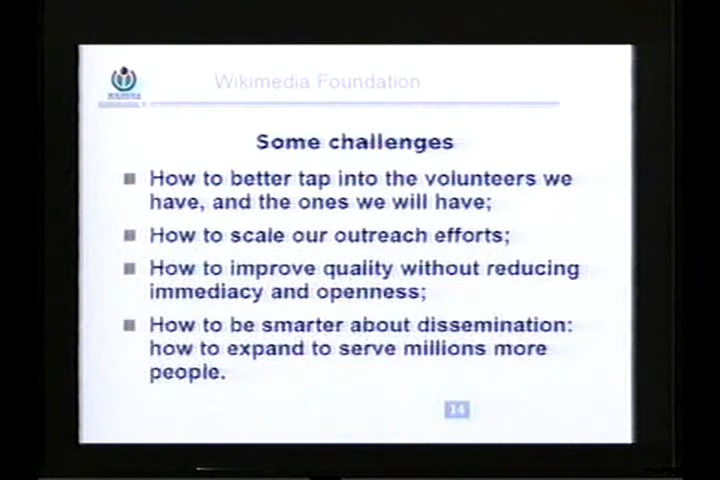 Wikimedia Foundation
Some challenges
How to better tap into the volunteers we
have, and the ones we will have;
How to scale our outreach efforts;
How to improve quality without reducing
immediacy and openness;
How to be smarter about dissemination:
how to expand to serve millions more
people.
14